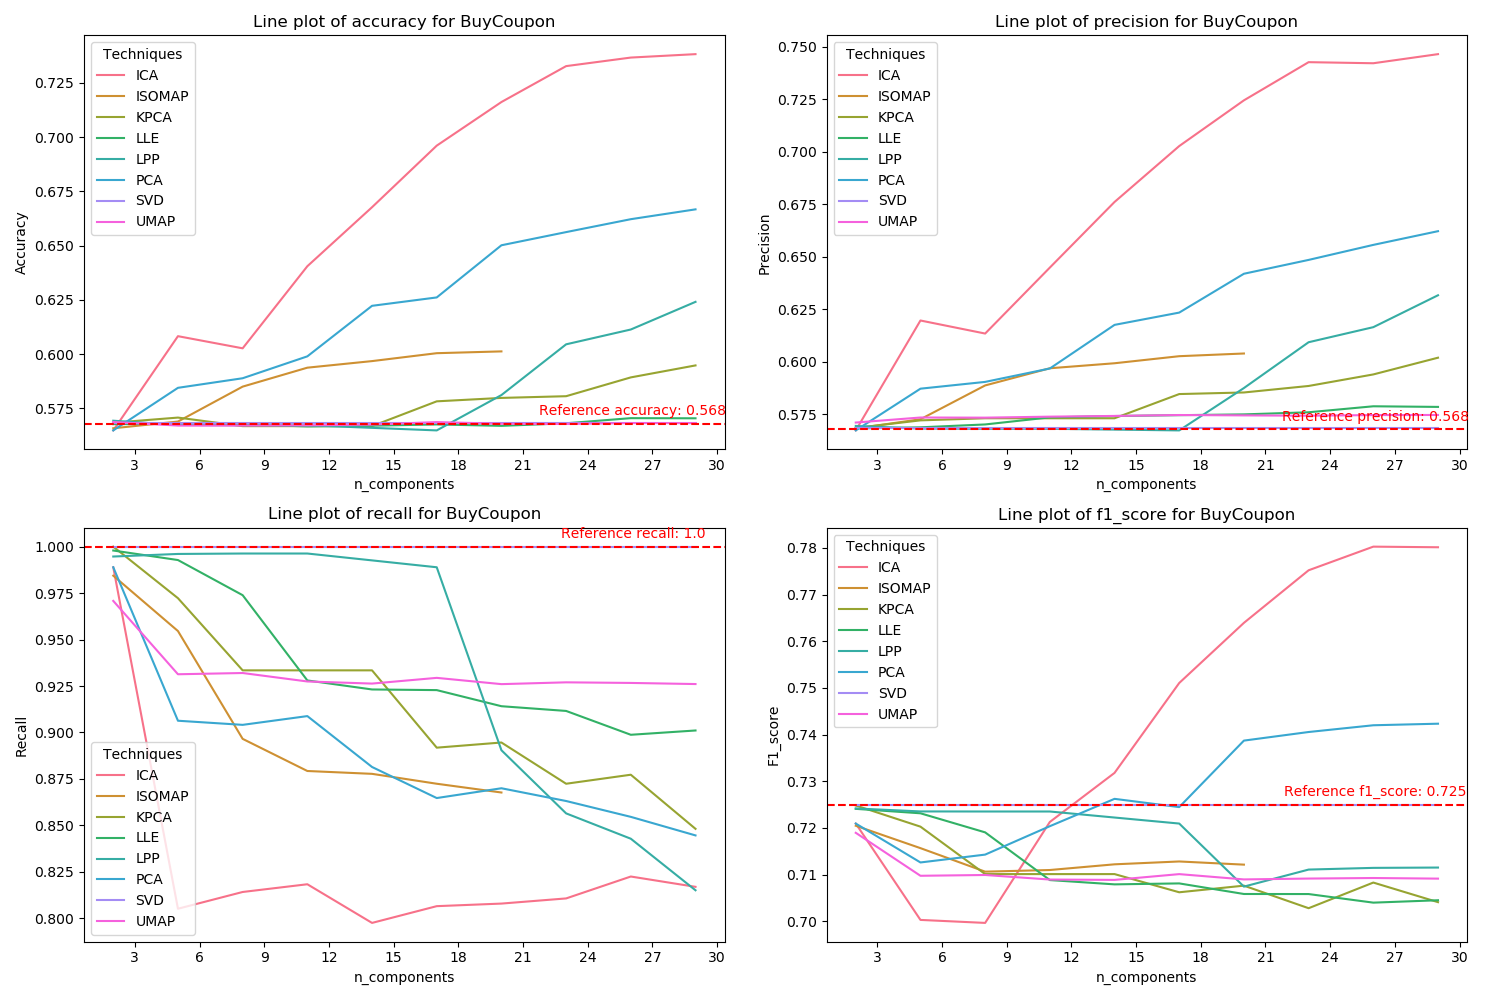 Line plot of accuracy for BuyCoupon
Accuracy
0.725
0.700
0.675
0.650
0.625
0.600
0.575
Techniques
ICA
ISOMAP
KPCA
LLE
LPP
PCA
SVD
UMAP
Reference accuracy: 0.568
3 6 9 12 15 18 21 24 27 30
n_components
Line plot of precision for BuyCoupon
Precision
0.750
0.725
0.700
0.675
0.650
0.625
0.600
0.575
Techniques
ICA
ISOMAP
KPCA
LLE
LPP
PCA
SVD
UMAP
Reference precision: 0.568
3 6 9 12 15 18 21 24 27 30
n_components
Line plot of recall for BuyCoupon
Reference recall: 1.0
Recall
1.000
0.975
0.950
0.925
0.900
0.875
0.850
0.825
0.800
Techniques
ICA
ISOMAP
KPCA
LLE
LPP
PCA
SVD
UMAP
3 6 9 12 15 18 21 24 27 30
n_components
Line plot of f1_score for BuyCoupon
F1_score
0.78
0.77
0.76
0.75
0.74
0.73
0.72
0.71
0.70
Techniques
ICA
ISOMAP
KPCA
LLE
LPP
PCA
SVD
UMAP
Reference f1_score: 0.725
3 6 9 12 15 18 21 24 27 30
n_components